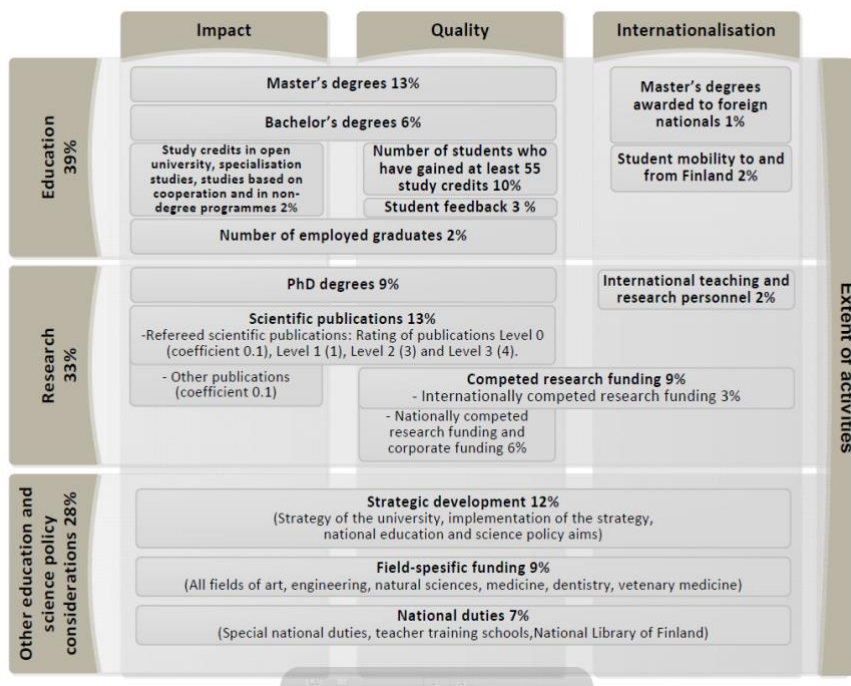 Impact
Quality
Internationalisation
Education
39%
Master's degrees 13%
Bachelor's degrees 6%
Study credits in open
university, specialisation
studies, studies based on
cooperation and in non-
degree programmes 2%
Number of students who
have gained at least 55
study credits 10%
Student feedback 3 %
Number of employed graduates 2%
Master's degrees
awarded to foreign
nationals 1%
Student mobility to and
from Finland 2%
Research
33%
PhD degrees 9%
Scientific publications 13%
-Refereed scientific publications: Rating of publications Level 0
(coefficient 0.1), Level 1 (1), Level 2 (3) and Level 3 (4).
- Other publications
(coefficient 0.1)
International teaching and
research personnel 2%
Competed research funding 9%
- Internationally competed research funding 3%
- Nationally competed
research funding and
corporate funding 6%
Other education and
science policy
considerations 28%
Strategic development 12%
(Strategy of the university, implementation of the strategy,
national education and science policy aims)
Field-spesific funding 9%
(All fields of art, engineering, natural sciences, medicine, dentistry, vetenary medicine)
National duties 7%
(Special national duties, teacher training schools,National Library of Finland)
Extent of activities